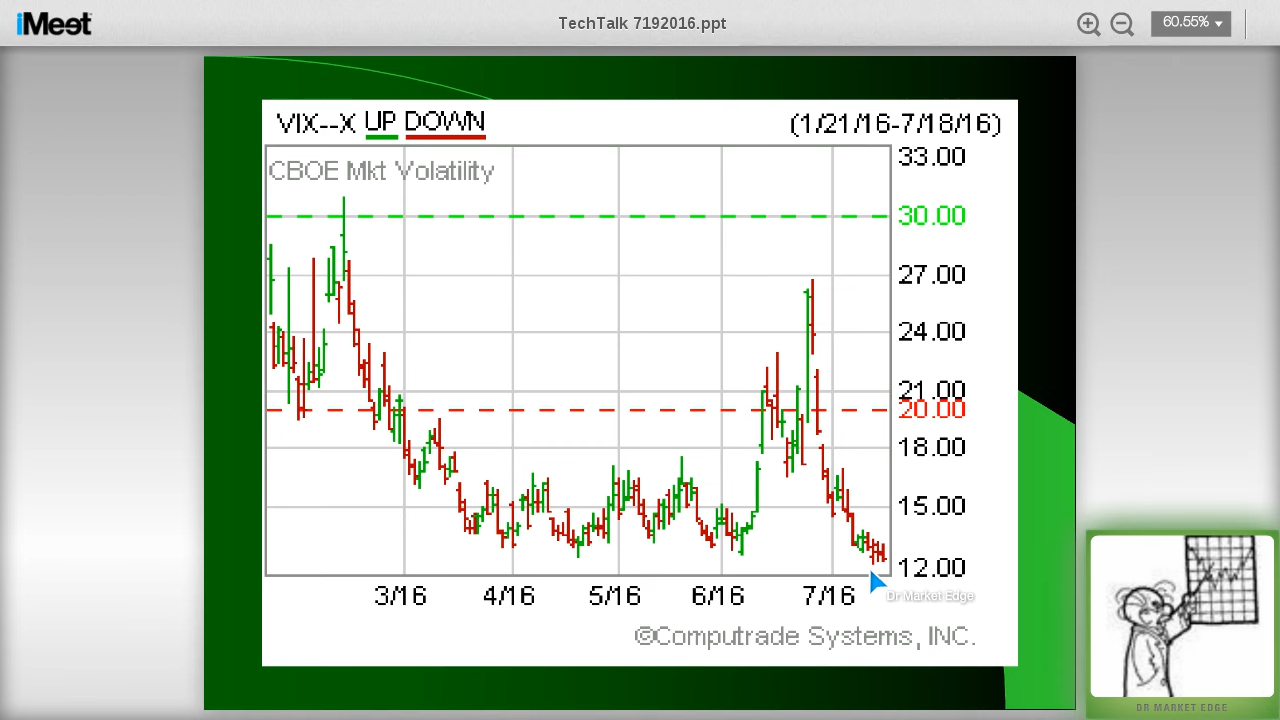 iMeet
TechTalk 7192016.ppt
60.55%
VIX--X UP DOWN (1/21/16-7/18/16)
CBOE Mkt Volatility
33.00
30.00
27.00
24.00
21.00
20.00
18.00
15.00
12.00
3/16 4/16 5/16 6/16 7/16
Dr Market Edge
©Computrade Systems, INC.
DR MARKET EDGE